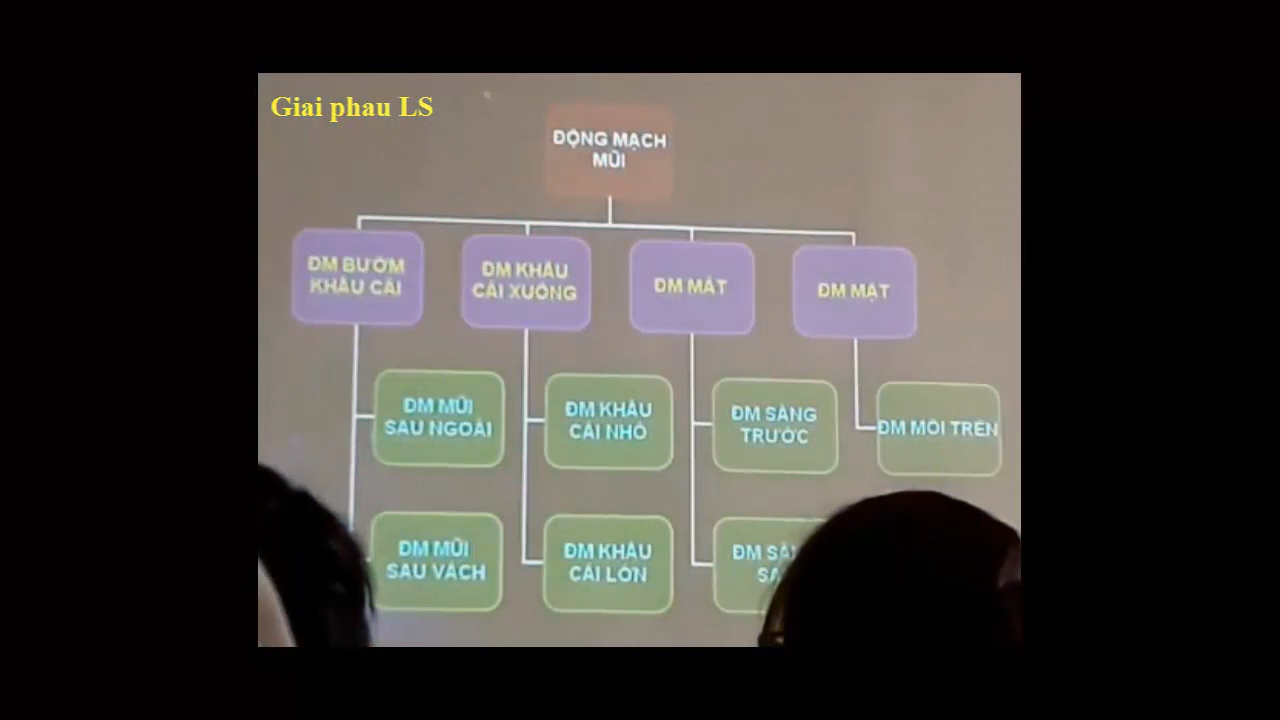 Giai phau LS
ĐỘNG MẠCH
MŨI
ĐM BƯỚM
KHẨU CÁI
ĐM KHẨU
CÁI XUỐNG
ĐM MẮT
ĐM MẶT
ĐM MŨI
SAU NGOÀI
ĐM KHẨU
CÁI NHỎ
ĐM SÀNG
TRƯỚC
ĐM MÔI TRÊN
ĐM MŨI
SAU VÁCH
ĐM KHẨU
CÁI LỚN
ĐM